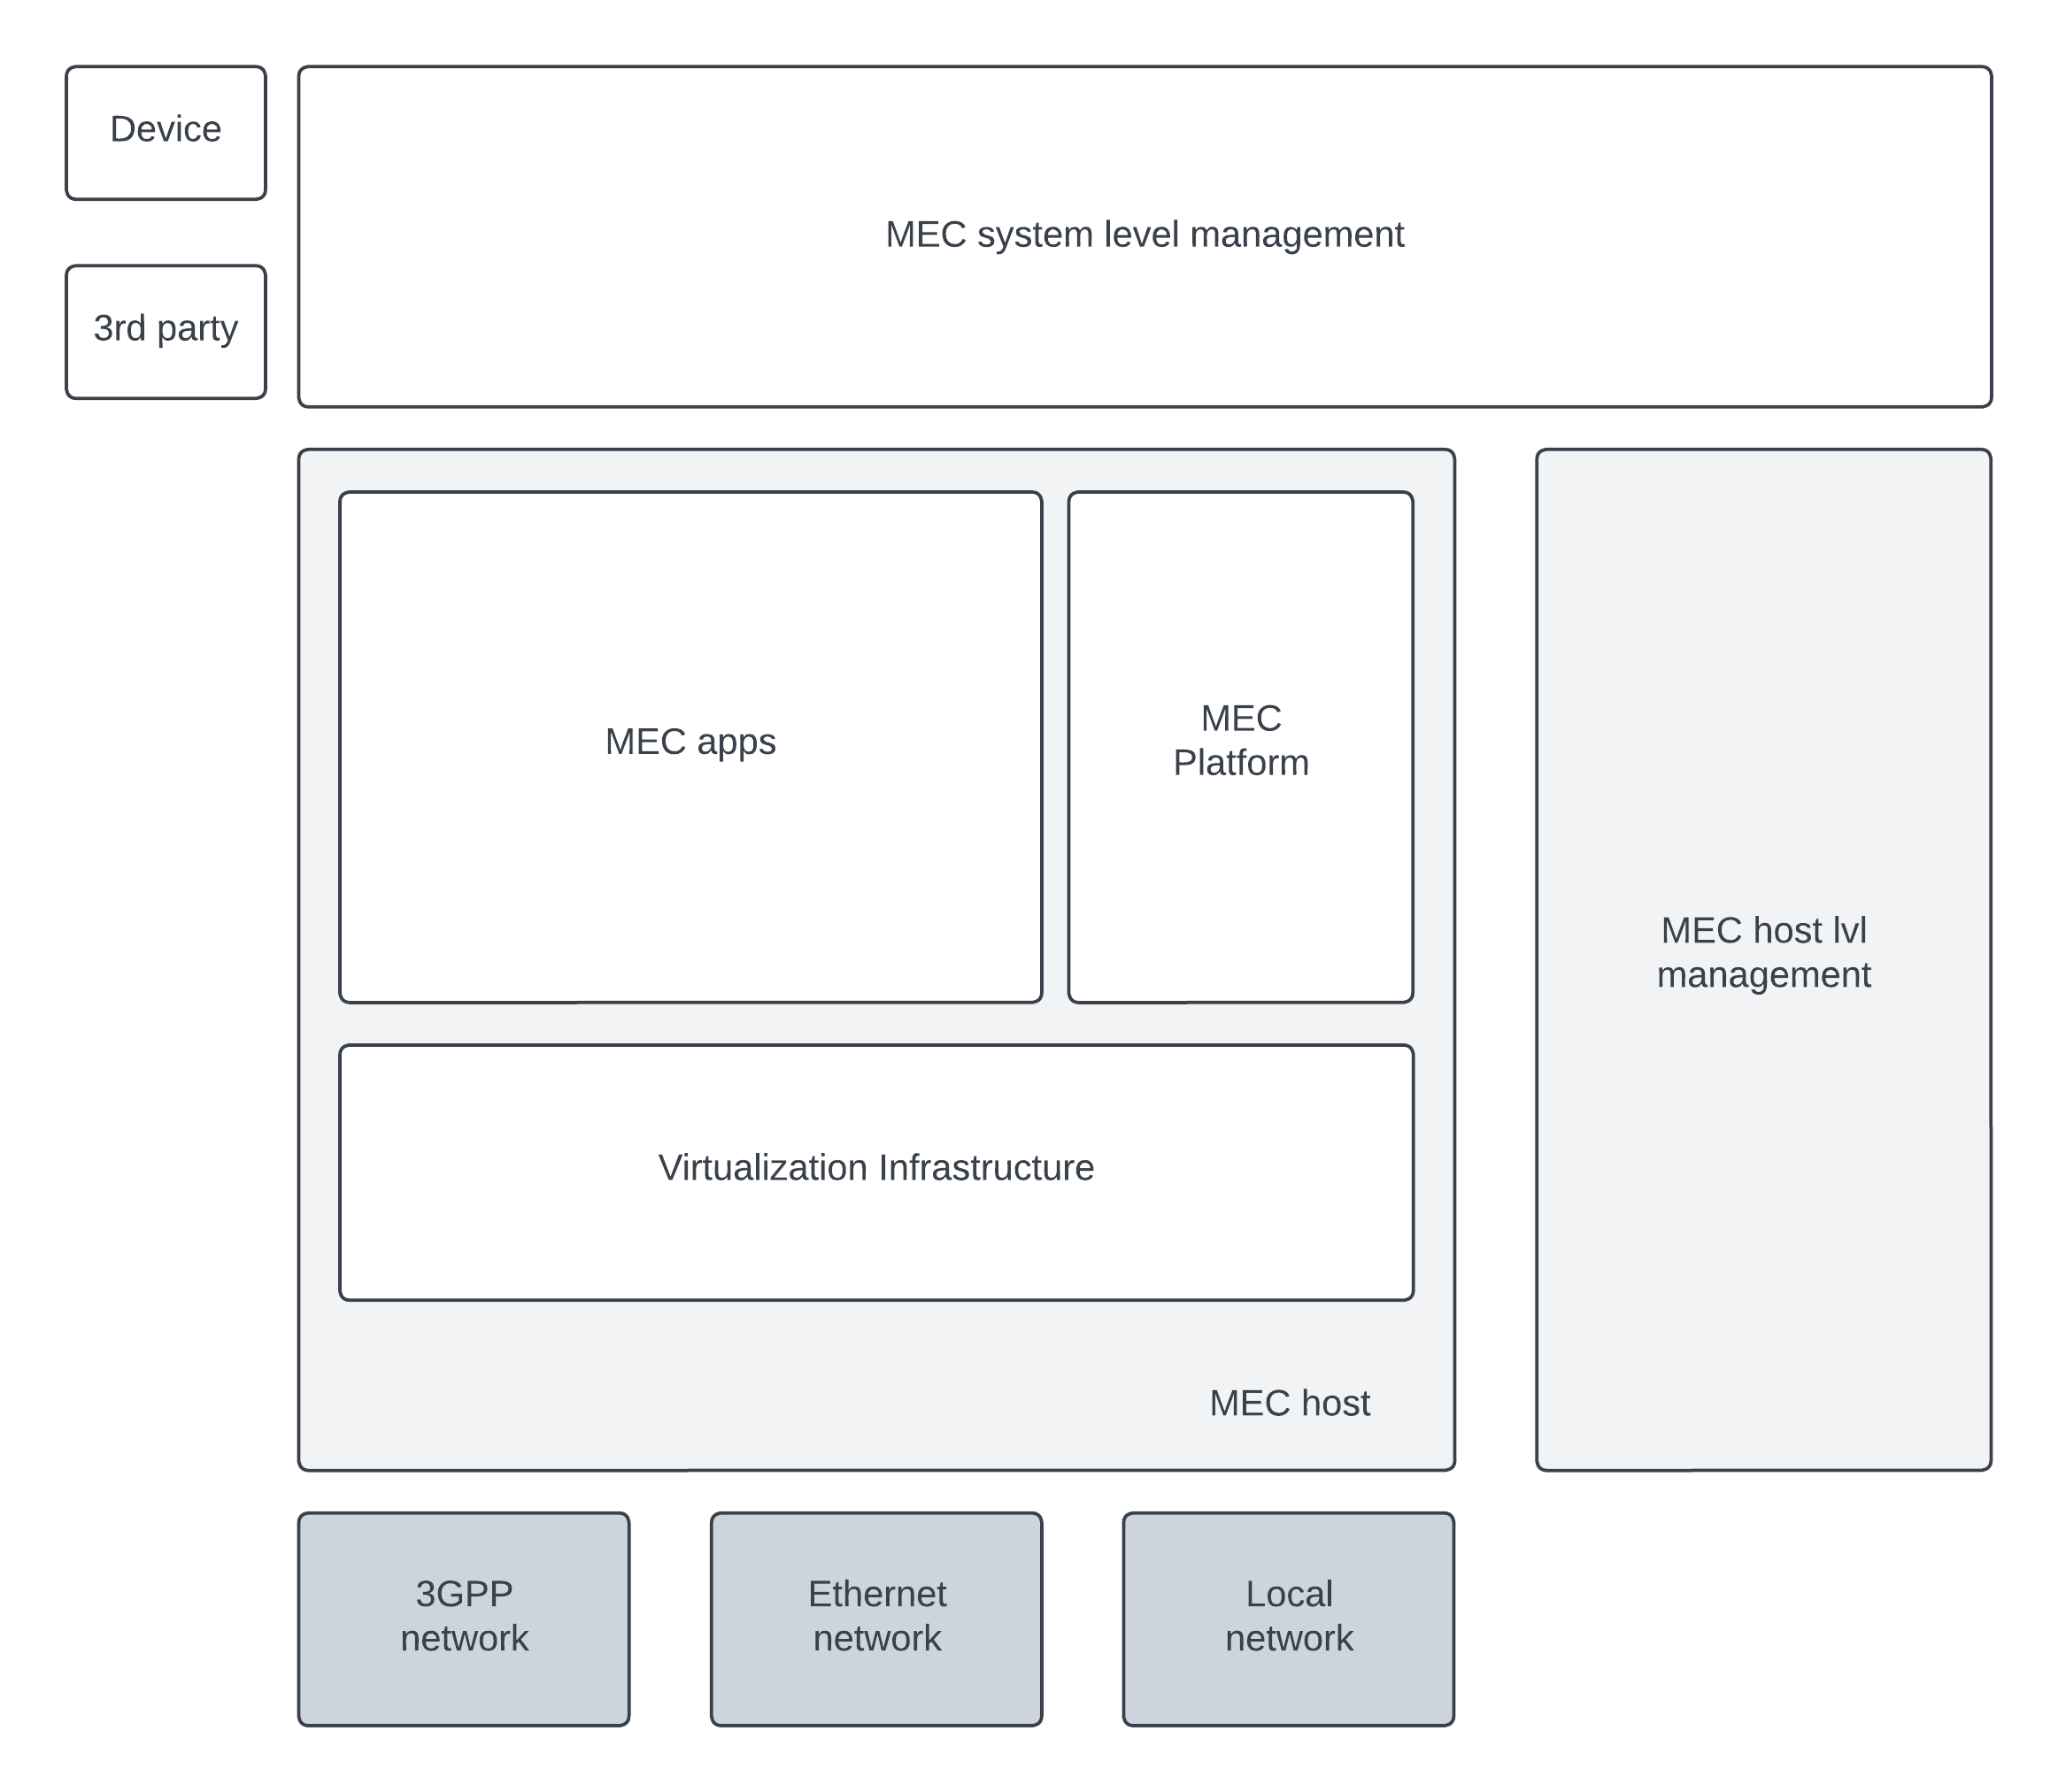 Device
MEC system level management
3rd party
MEC apps
MEC
Platform
MEC host lvl
management
Virtualization Infrastructure
MEC host
3GPP
network
Ethernet
network
Local
network